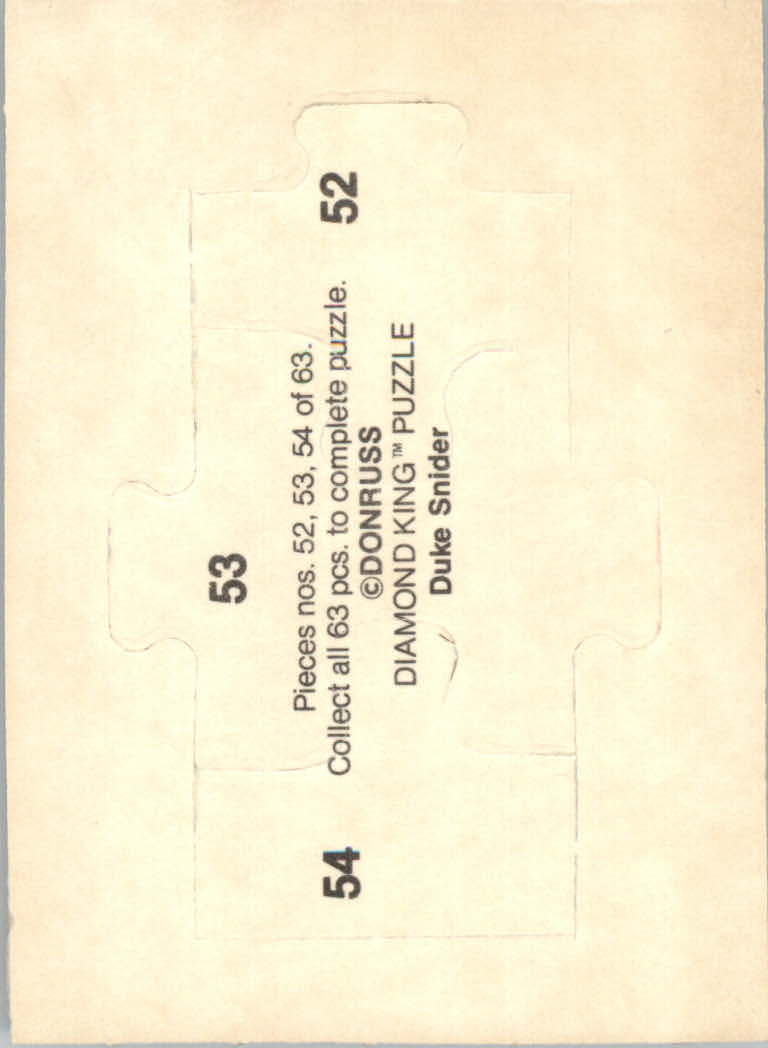 54
53
52
Pieces nos. 52, 53, 54 of 63.
Collect all 63 pcs. to complete puzzle.
©DONRUSS
DIAMOND KING™ PUZZLE
Duke Snider